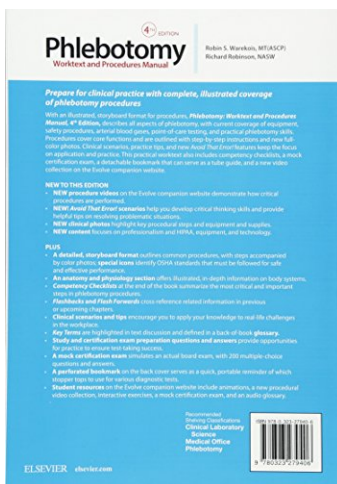 4TH EDITION
Phlebotomy
Worktext and Procedures Manual
Robin S. Warekois, MT(ASCP)
Richard Robinson, NASW
Prepare for clinical practice with complete, illustrated coverage
of phlebotomy procedures
With an illustrated, storyboard format for procedures, Phlebotomy: Worktext and Procedures
Manual, 4th Edition, describes all aspects of phlebotomy, with current coverage of equipment,
safety procedures, arterial blood gases, point-of-care testing, and practical phlebotomy skills.
Procedures cover core functions and are outlined with step-by-step instructions and new full-
color photos. Clinical scenarios, practice tips, and new Avoid That Error! features keep the focus
on application and practice. This practical worktext also includes competency checklists, a mock
certification exam, a detachable bookmark that can serve as a tube guide, and a new video
collection on the Evolve companion website.
NEW TO THIS EDITION
• NEW procedure videos on the Evolve companion website demonstrate how critical
procedures are performed.
• NEW! Avoid That Error! scenarios help you develop critical thinking skills and provide
helpful tips on resolving problematic situations.
• NEW clinical photos highlight key procedural steps and equipment and supplies.
• NEW content focuses on professionalism and HIPAA, equipment, and technology.
PLUS
• A detailed, storyboard format outlines common procedures, with steps accompanied
by color photos; special icons identify OSHA standards that must be followed for safe
and effective performance.
• An anatomy and physiology section offers illustrated, in-depth information on body systems.
• Competency Checklists at the end of the book summarize the most critical and important
steps in phlebotomy procedures.
• Flashbacks and Flash Forwards cross reference related information in previous
or upcoming chapters.
• Clinical scenarios and tips encourage you to apply your knowledge to real-life challenges
in the workplace.
• Key Terms are highlighted in text discussion and defined in a back-of-book glossary.
• Study and certification exam preparation questions and answers provide opportunities
for practice to ensure test-taking success.
• A mock certification exam simulates an actual board exam, with 200 multiple-choice
questions and answers.
• A perforated bookmark on the back cover serves as a quick, portable reminder of which
stopper tops to use for various diagnostic tests.
• Student resources on the Evolve companion website include animations, a new procedural
video collection, interactive exercises, a mock certification exam, and an audio glossary.
Recommended
Shelving Classifications
Clinical Laboratory
Science
Medical Office
Phlebotomy
ISBN 978-0-323-27940-6
9 780323 279406
ELSEVIER elsevier.com